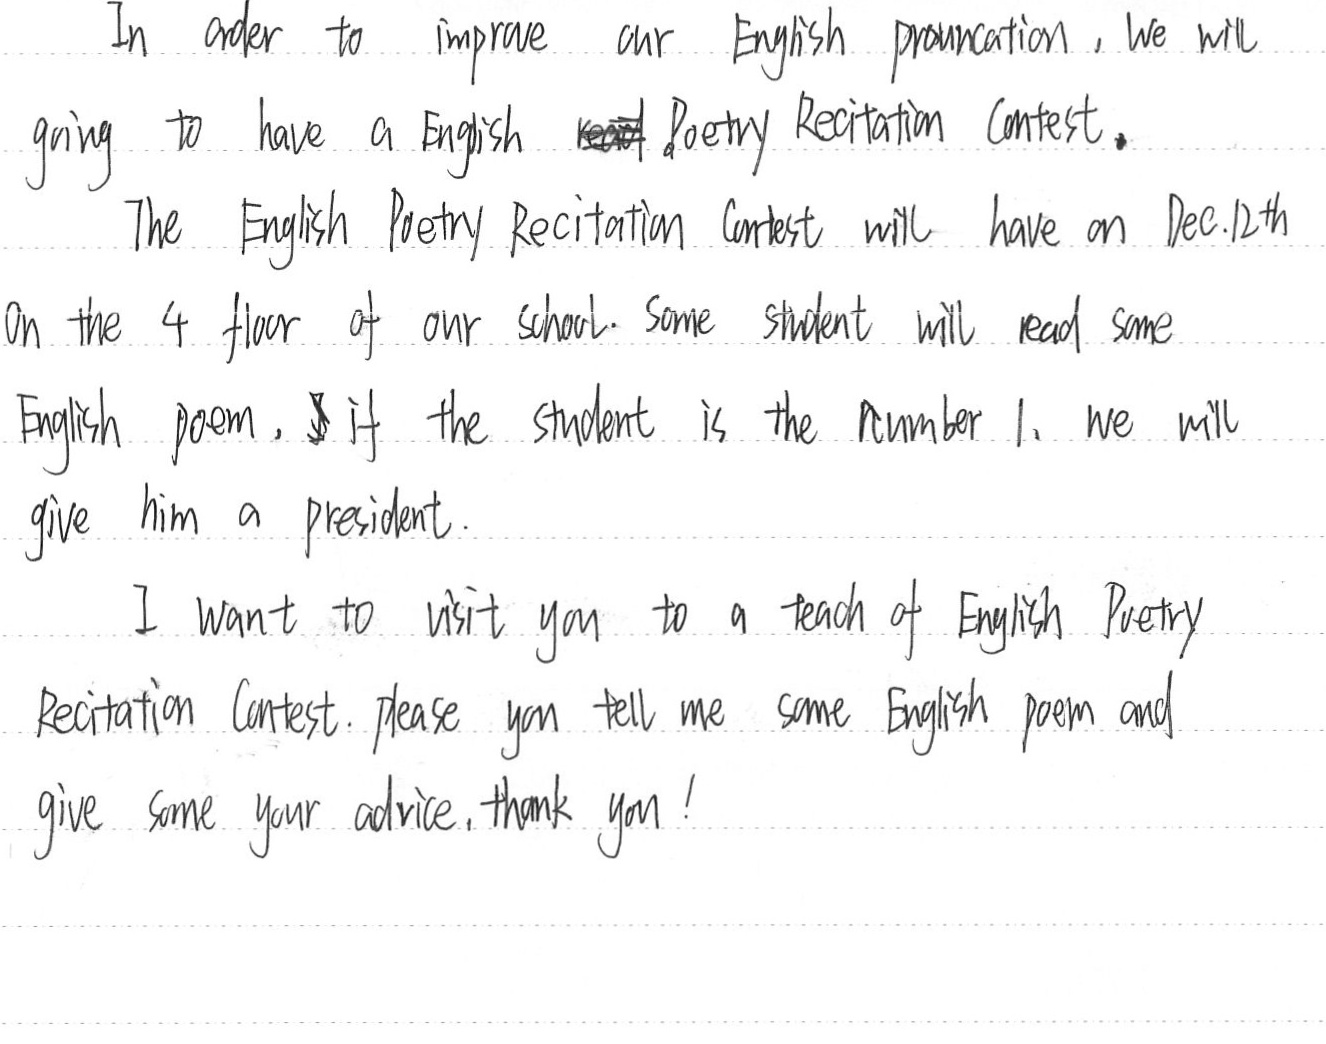 In order to improve our English prouncation, We will
going to have a English Poetry Recitation Contest.
The English Poetry Recitation Contest will have on Dec.12th
On the 4 floor of our school. Some student will read some
English poem, if the student is the number 1. we will
give him a president.
I want to visit you to a teach of English Poetry
Recitation Contest. please you tell me some English poem and
give some your advice, thank you!